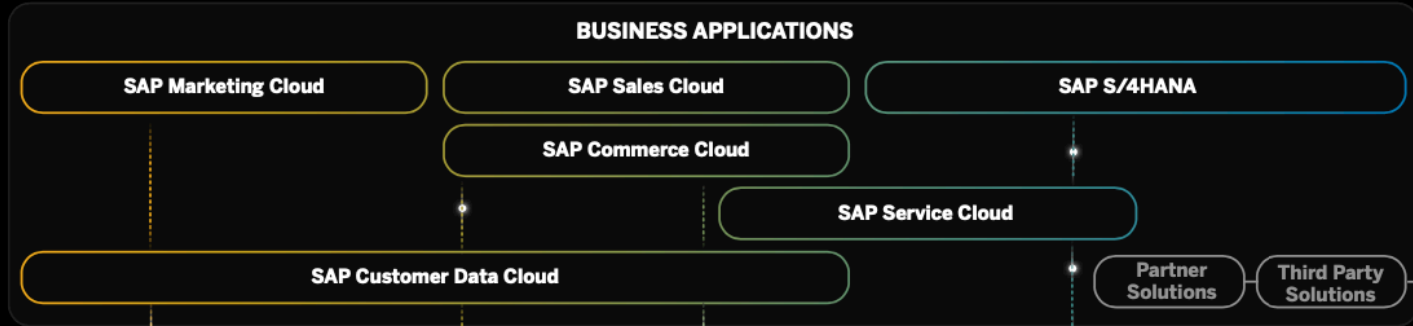 BUSINESS APPLICATIONS
SAP Marketing Cloud
SAP Sales Cloud
SAP S/4HANA
SAP Commerce Cloud
SAP Service Cloud
SAP Customer Data Cloud
Partner
Solutions
Third Party
Solutions